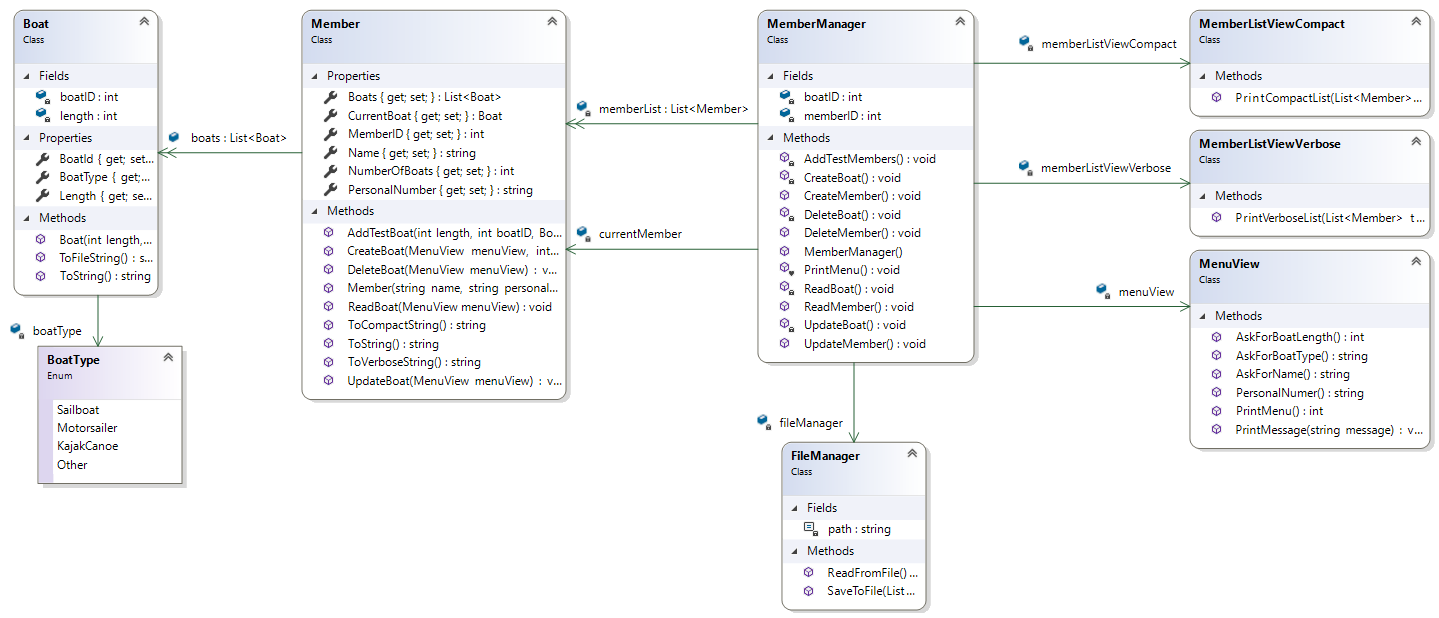 Boat
Class
Fields
boatID : int
length : int
Properties
BoatId { get; set...
BoatType { get;...
Length { get; se...
Methods
Boat(int length,...
ToFileString() : s...
ToString() : string
boatType
BoatType
Enum
Sailboat
Motorsailer
KajakCanoe
Other
boats : List<Boat>
Member
Class
Properties
Boats { get; set; } : List<Boat>
CurrentBoat { get; set; } : Boat
MemberID { get; set; } : int
Name { get; set; } : string
NumberOfBoats { get; set; } : int
PersonalNumber { get; set; } : string
Methods
AddTestBoat(int length, int boatID, Bo...
CreateBoat(MenuView menuView, int...
DeleteBoat(MenuView menuView) : v...
Member(string name, string personal...
ReadBoat(MenuView menuView) : void
ToCompactString() : string
ToString() : string
ToVerboseString() : string
UpdateBoat(MenuView menuView) : v...
memberList : List<Member>
currentMember
MemberManager
Class
Fields
boatID : int
memberID : int
Methods
AddTestMembers() : void
CreateBoat() : void
CreateMember() : void
DeleteBoat() : void
DeleteMember() : void
MemberManager()
PrintMenu() : void
ReadBoat() : void
ReadMember() : void
UpdateBoat() : void
UpdateMember() : void
fileManager
FileManager
Class
Fields
path : string
Methods
ReadFromFile() ...
SaveToFile(List...
memberListViewCompact
MemberListViewCompact
Class
Methods
PrintCompactList(List<Member>...
memberListViewVerbose
MemberListViewVerbose
Class
Methods
PrintVerboseList(List<Member> t...
menuView
MenuView
Class
Methods
AskForBoatLength() : int
AskForBoatType() : string
AskForName() : string
PersonalNumer() : string
PrintMenu() : int
PrintMessage(string message) : v...